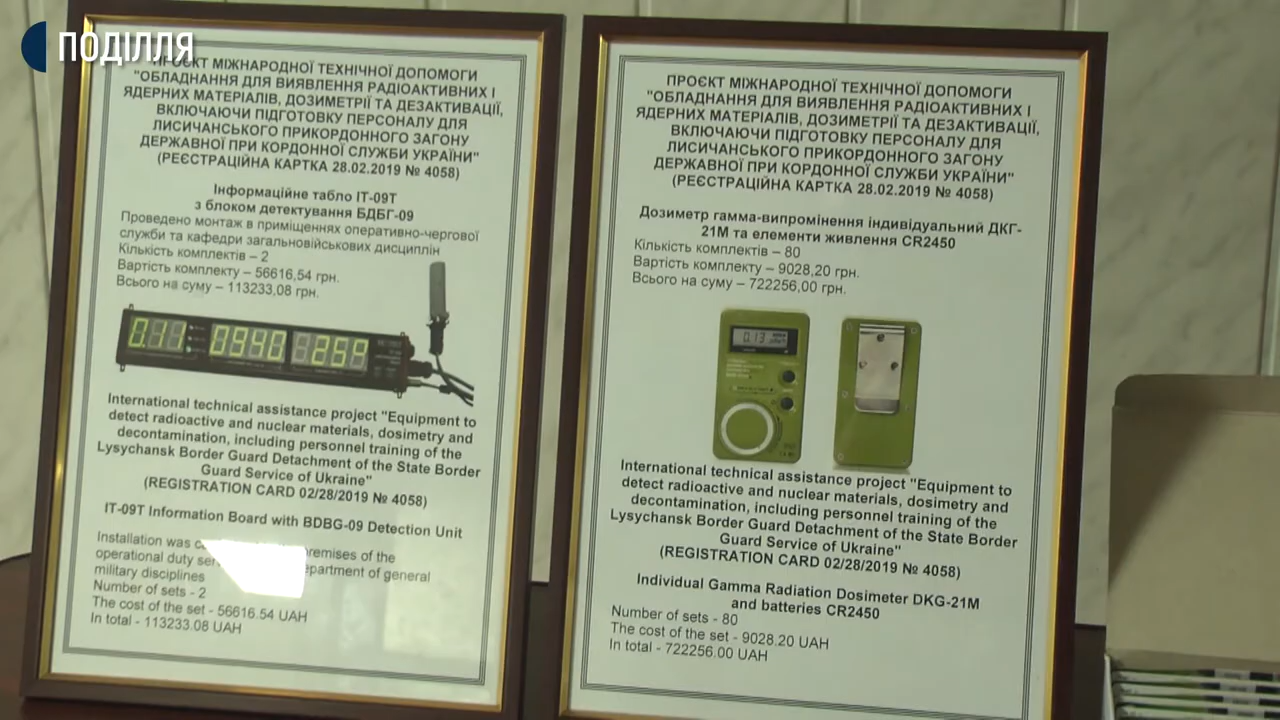 ПОДІЛЛЯ
ПРОЄКТ МІЖНАРОДНОЇ ТЕХНІЧНОЇ ДОПОМОГИ
"ОБЛАДНАННЯ ДЛЯ ВИЯВЛЕННЯ РАДІОАКТИВНИХ І
ЯДЕРНИХ МАТЕРІАЛІВ, ДОЗИМЕТРІЇ ТА ДЕЗАКТИВАЦІЇ,
ВКЛЮЧАЮЧИ ПІДГОТОВКУ ПЕРСОНАЛУ ДЛЯ
ЛИСИЧАНСЬКОГО ПРИКОРДОННОГО ЗАГОНУ
ДЕРЖАВНОЇ ПРИ КОРДОННОЇ СЛУЖБИ УКРАЇНИ"
(РЕЄСТРАЦІЙНА КАРТКА 28.02.2019 № 4058)
Інформаційне табло ІТ-09Т
з блоком детектування БДБГ-09
Проведено монтаж в приміщеннях оперативно-чергової
служби та кафедри загальновійськових дисциплін
Кількість комплектів – 2
Вартість комплекту – 56616,54 грн.
Всього на суму – 113233,08 грн.
0.11 0940 254
International technical assistance project "Equipment to
detect radioactive and nuclear materials, dosimetry and
decontamination, including personnel training of the
Lysychansk Border Guard Detachment of the State Border
Guard Service of Ukraine"
(REGISTRATION CARD 02/28/2019 № 4058)
IT-09T Information Board with BDBG-09 Detection Unit
Installation was premises of the
operational duty department of general
military disciplines
Number of sets - 2
The cost of the set - 56616.54 UAH
In total - 113233.08 UAH
ПРОЄКТ МІЖНАРОДНОЇ ТЕХНІЧНОЇ ДОПОМОГИ
"ОБЛАДНАННЯ ДЛЯ ВИЯВЛЕННЯ РАДІОАКТИВНИХ І
ЯДЕРНИХ МАТЕРІАЛІВ, ДОЗИМЕТРІЇ ТА ДЕЗАКТИВАЦІЇ,
ВКЛЮЧАЮЧИ ПІДГОТОВКУ ПЕРСОНАЛУ ДЛЯ
ЛИСИЧАНСЬКОГО ПРИКОРДОННОГО ЗАГОНУ
ДЕРЖАВНОЇ ПРИ КОРДОННОЇ СЛУЖБИ УКРАЇНИ"
(РЕЄСТРАЦІЙНА КАРТКА 28.02.2019 № 4058)
Дозиметр гамма-випромінення індивідуальний ДКГ-
21М та елементи живлення CR2450
Кількість комплектів – 80
Вартість комплекту – 9028,20 грн.
Всього на суму – 722256,00 грн.
0.13
International technical assistance project "Equipment to
detect radioactive and nuclear materials, dosimetry and
decontamination, including personnel training of the
Lysychansk Border Guard Detachment of the State Border
Guard Service of Ukraine"
(REGISTRATION CARD 02/28/2019 № 4058)
Individual Gamma Radiation Dosimeter DKG-21M
and batteries CR2450
Number of sets - 80
The cost of the set - 9028.20 UAH
In total - 722256.00 UAH